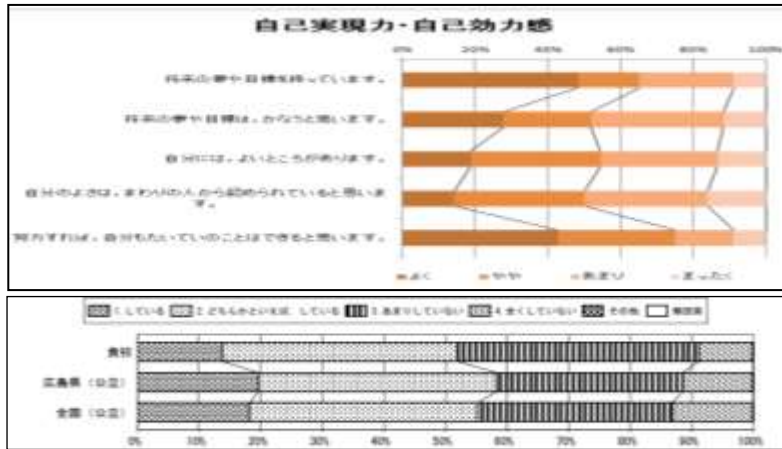 自己実現力・自己効力感
0% 20% 40% 60% 80% 100%
将来の夢や目標を持っています。
将来の夢や目標は、かなうと思います。
自分には、よいところがあります。
自分のよさは、まわりの人から認められていると思いま
す。
努力すれば、自分もたいていのことはできると思います。
よく やや あまり まったく
1.している 2.どちらかといえば、している 3.あまりしていない 4.全くしていない その他 無回答
貴校
広島県(公立)
全国(公立)
0% 10% 20% 30% 40% 50% 60% 70% 80% 90% 100%